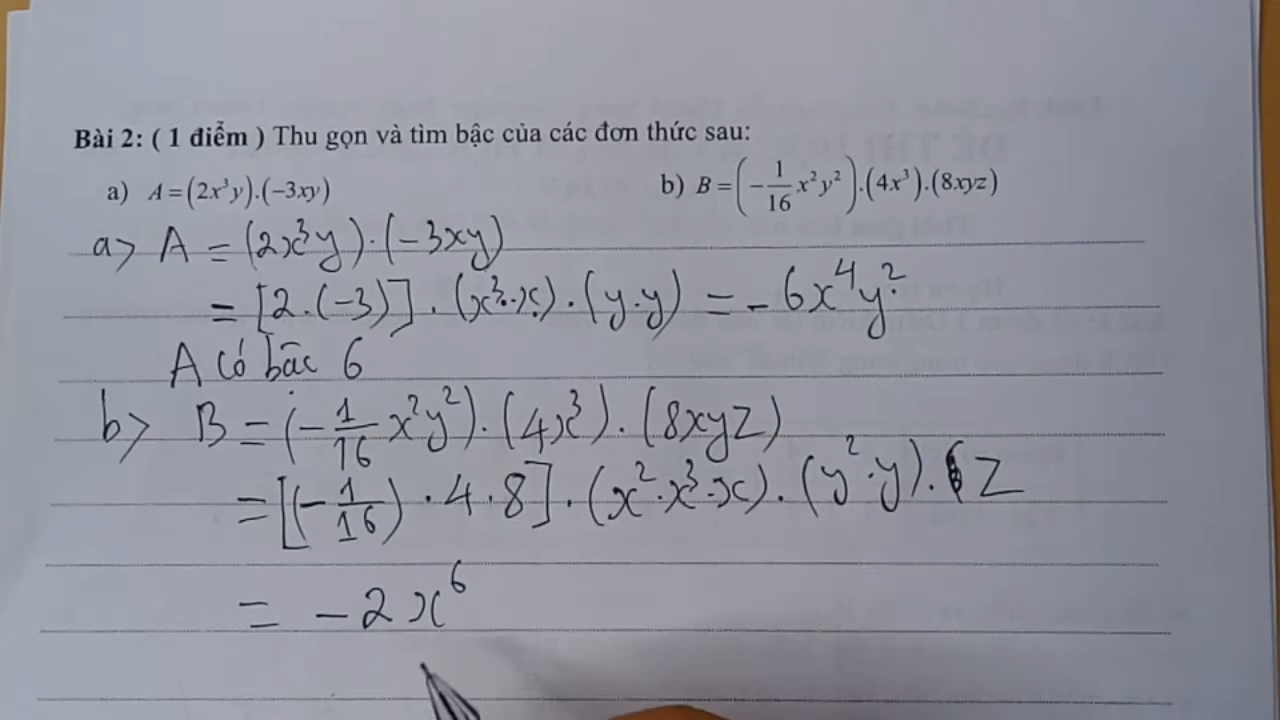 Bài 2: ( 1 điểm ) Thu gọn và tìm bậc của các đơn thức sau:
a) A = (2x³y).(−3xy) b) B = (−1/16 x²y²).(4x³).(8xyz)
a> A = (2x³y).(−3xy)
= [2.(−3)].(x³.x).(y.y) = −6x⁴y²
A có bậc 6
b> B = (−1/16 x²y²).(4x³).(8xyz)
= [(−1/16).4.8].(x².x³.x).(y².y).z
= −2x⁶